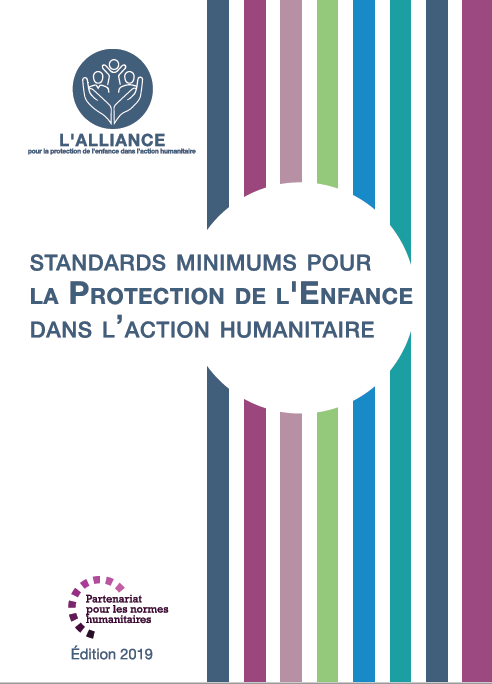 L'ALLIANCE
pour la protection de l'enfance dans l'action humanitaire
STANDARDS MINIMUMS POUR
LA PROTECTION DE L'ENFANCE
DANS L'ACTION HUMANITAIRE
Partenariat
pour les normes
humanitaires
Édition 2019